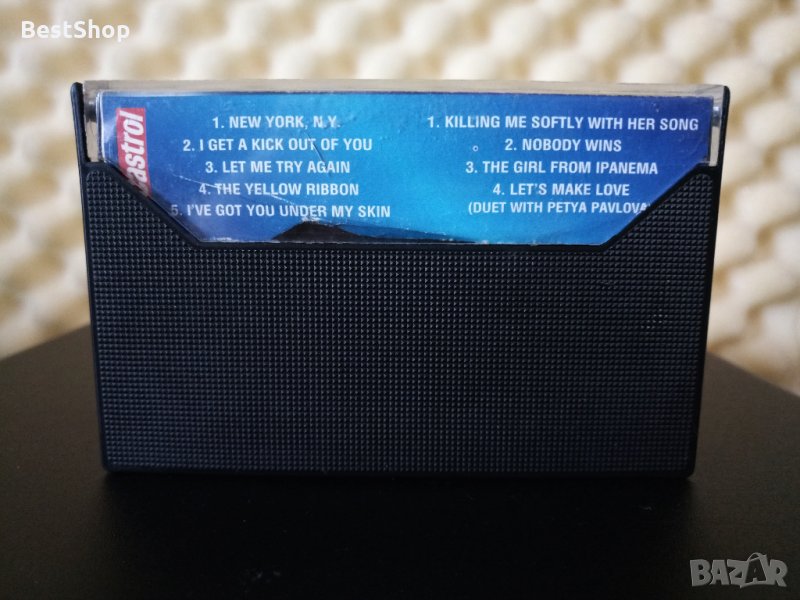 BestShop
astrol
1. NEW YORK, N.Y.
2. I GET A KICK OUT OF YOU
3. LET ME TRY AGAIN
4. THE YELLOW RIBBON
5. I'VE GOT YOU UNDER MY SKIN
1. KILLING ME SOFTLY WITH HER SONG
2. NOBODY WINS
3. THE GIRL FROM IPANEMA
4. LET'S MAKE LOVE
(DUET WITH PETYA PAVLOVA
BAZAR